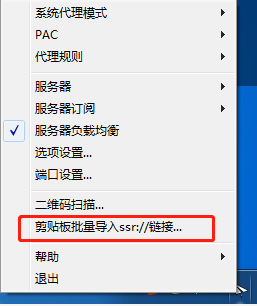 系统代理模式
PAC
代理规则
服务器
服务器订阅
服务器负载均衡
选项设置...
端口设置...
二维码扫描...
剪贴板批量导入ssr://链接...
帮助
退出